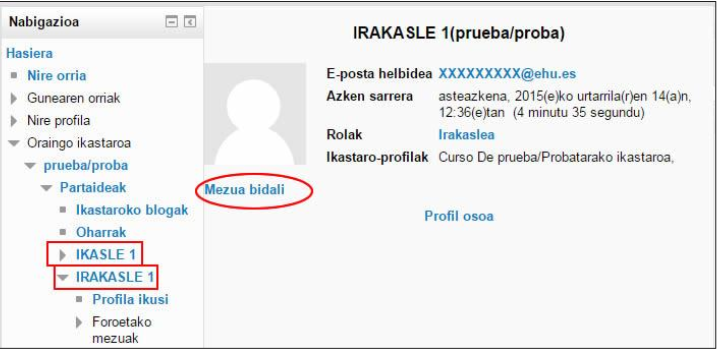 Nabigazioa
Hasiera
Nire orria
Gunearen orriak
Nire profila
Oraingo ikastaroa
prueba/proba
Partaideak
Ikastaroko blogak
Oharrak
IKASLE 1
IRAKASLE 1
Profila ikusi
Foroetako
mezuak
IRAKASLE 1(prueba/proba)
E-posta helbidea XXXXXXXXX@ehu.es
Azken sarrera asteazkena, 2015(e)ko urtarrila(r)en 14(a)n,
12:36(e)tan (4 minutu 35 segundu)
Rolak Irakaslea
Ikastaro-profilak Curso De prueba/Probatarako ikastaroa,
Mezua bidali
Profil osoa